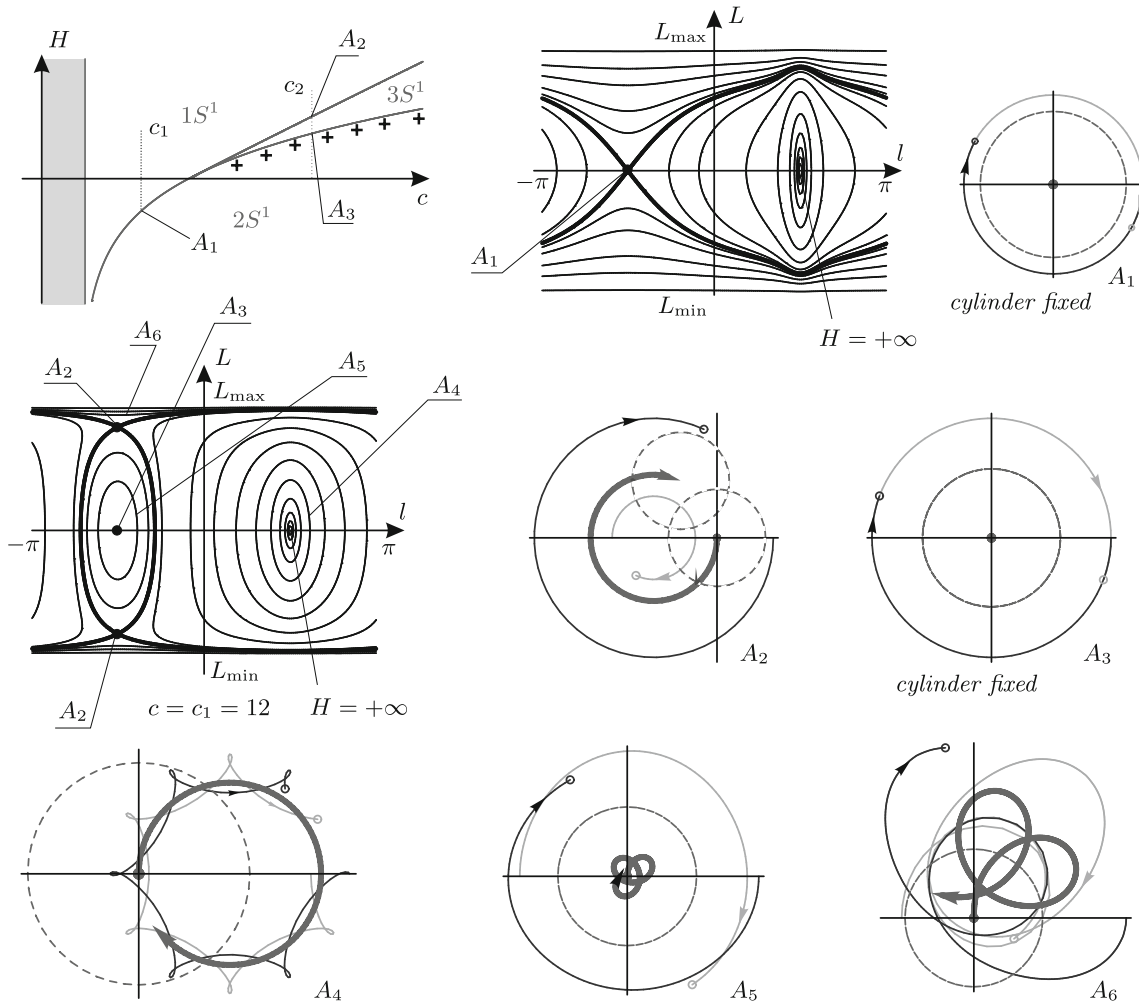 H
A₂
c₂
1S¹
3S¹
c₁
c
2S¹
A₃
A₁
L
Lmax
l
−π
π
A₁
Lmin
H = +∞
A₁
cylinder fixed
A₃
A₆
A₂
L
A₅
Lmax
A₄
l
−π
π
Lmin
A₂
c = c₁ = 12
H = +∞
A₂
A₃
cylinder fixed
A₄
A₅
A₆